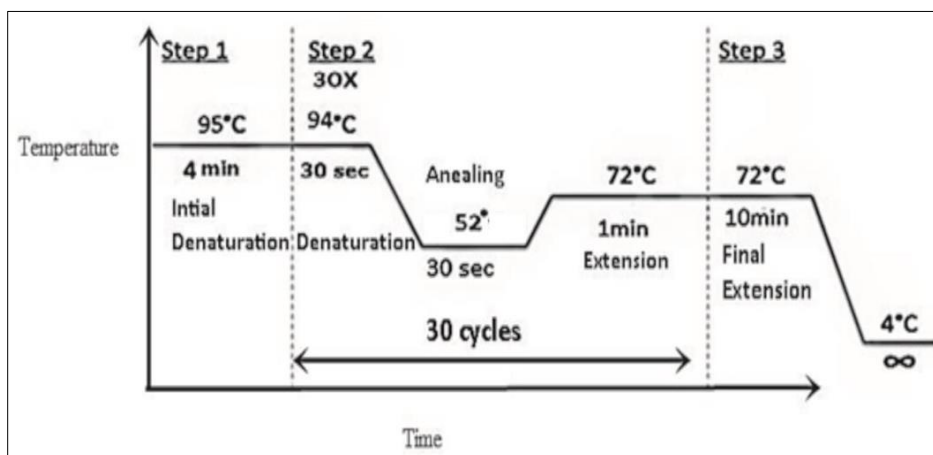 Step 1
Step 2
30X
Step 3
95°C
94°C
Temperature
4 min
30 sec
Anealing
72°C
72°C
Intial
Denaturation
Denaturation
52°
30 sec
1min
Extension
10min
Final
Extension
30 cycles
4°C
∞
Time